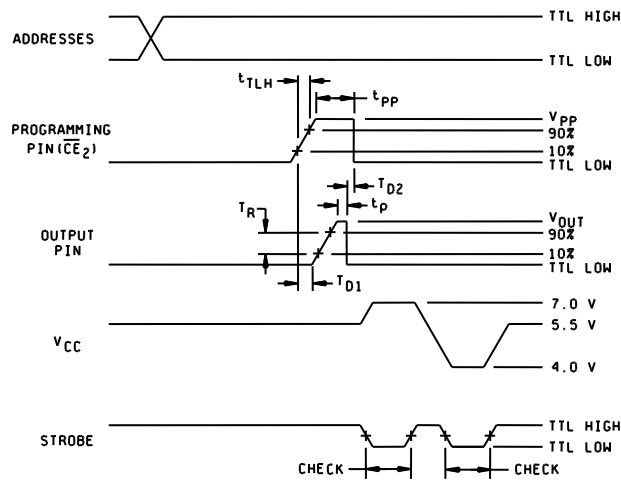 TTL HIGH
ADDRESSES
TTL LOW
tTLH
tPP
PROGRAMMING
PIN(CE̅2)
VPP
90%
10%
TTL LOW
TD2
tP
TR
OUTPUT
PIN
VOUT
90%
10%
TTL LOW
TD1
7.0 V
5.5 V
VCC
4.0 V
TTL HIGH
STROBE
TTL LOW
CHECK
CHECK